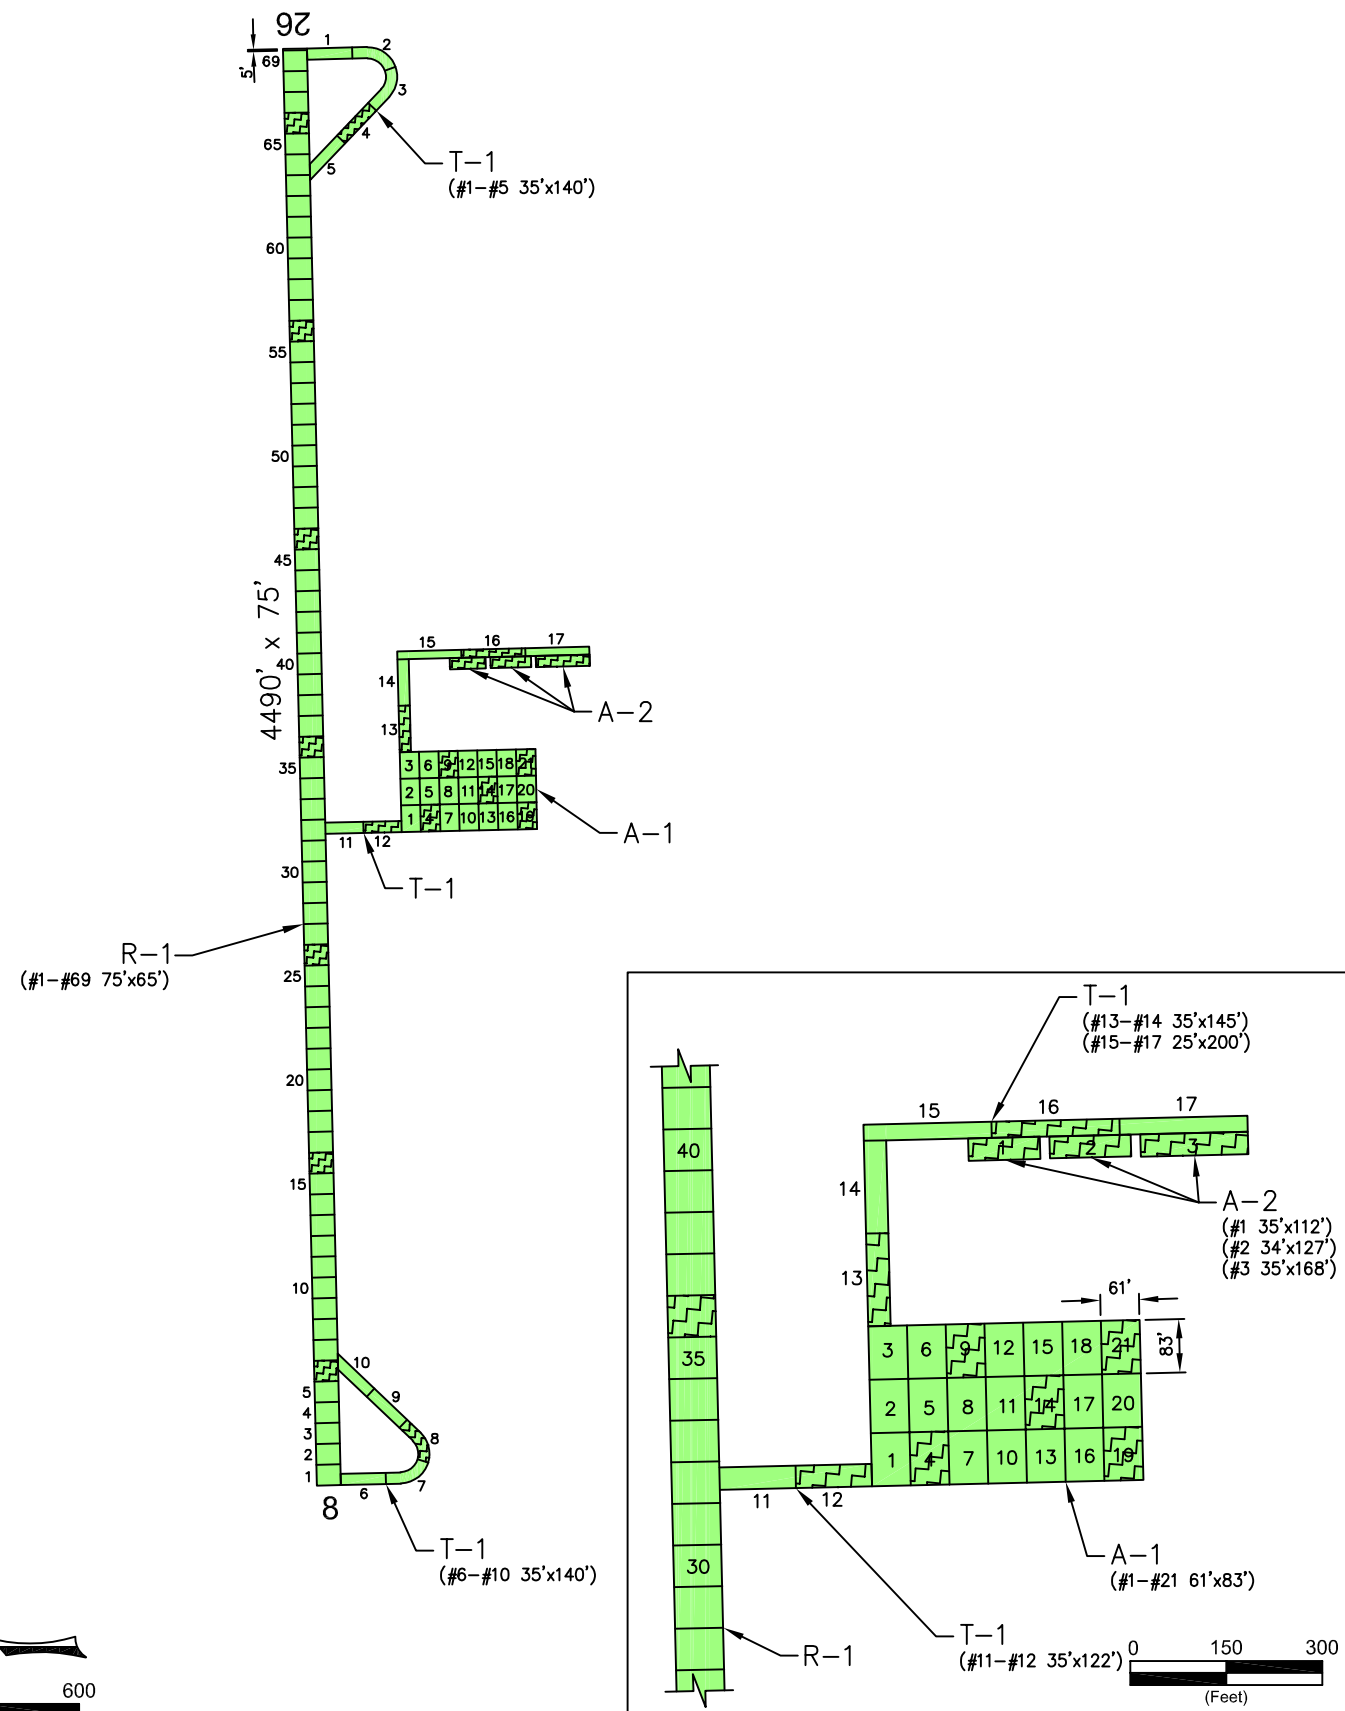 26
5'
69
1
2
3
4
5
65
T-1
(#1-#5 35'x140')
60
55
50
45
4490' x 75'
40
35
30
25
20
15
10
5
4
3
2
1
8
R-1
(#1-#69 75'x65')
15 16 17
14
13
A-2
3 6 9 12 15 18 21
2 5 8 11 14 17 20
1 4 7 10 13 16 19
A-1
11 12
T-1
10
9
8
7
6
T-1
(#6-#10 35'x140')
600
T-1
(#13-#14 35'x145')
(#15-#17 25'x200')
15 16 17
1 2 3
14
13
A-2
(#1 35'x112')
(#2 34'x127')
(#3 35'x168')
61'
83'
40
35
30
3 6 9 12 15 18 21
2 5 8 11 14 17 20
1 4 7 10 13 16 19
11 12
A-1
(#1-#21 61'x83')
T-1
(#11-#12 35'x122')
R-1
0 150 300
(Feet)